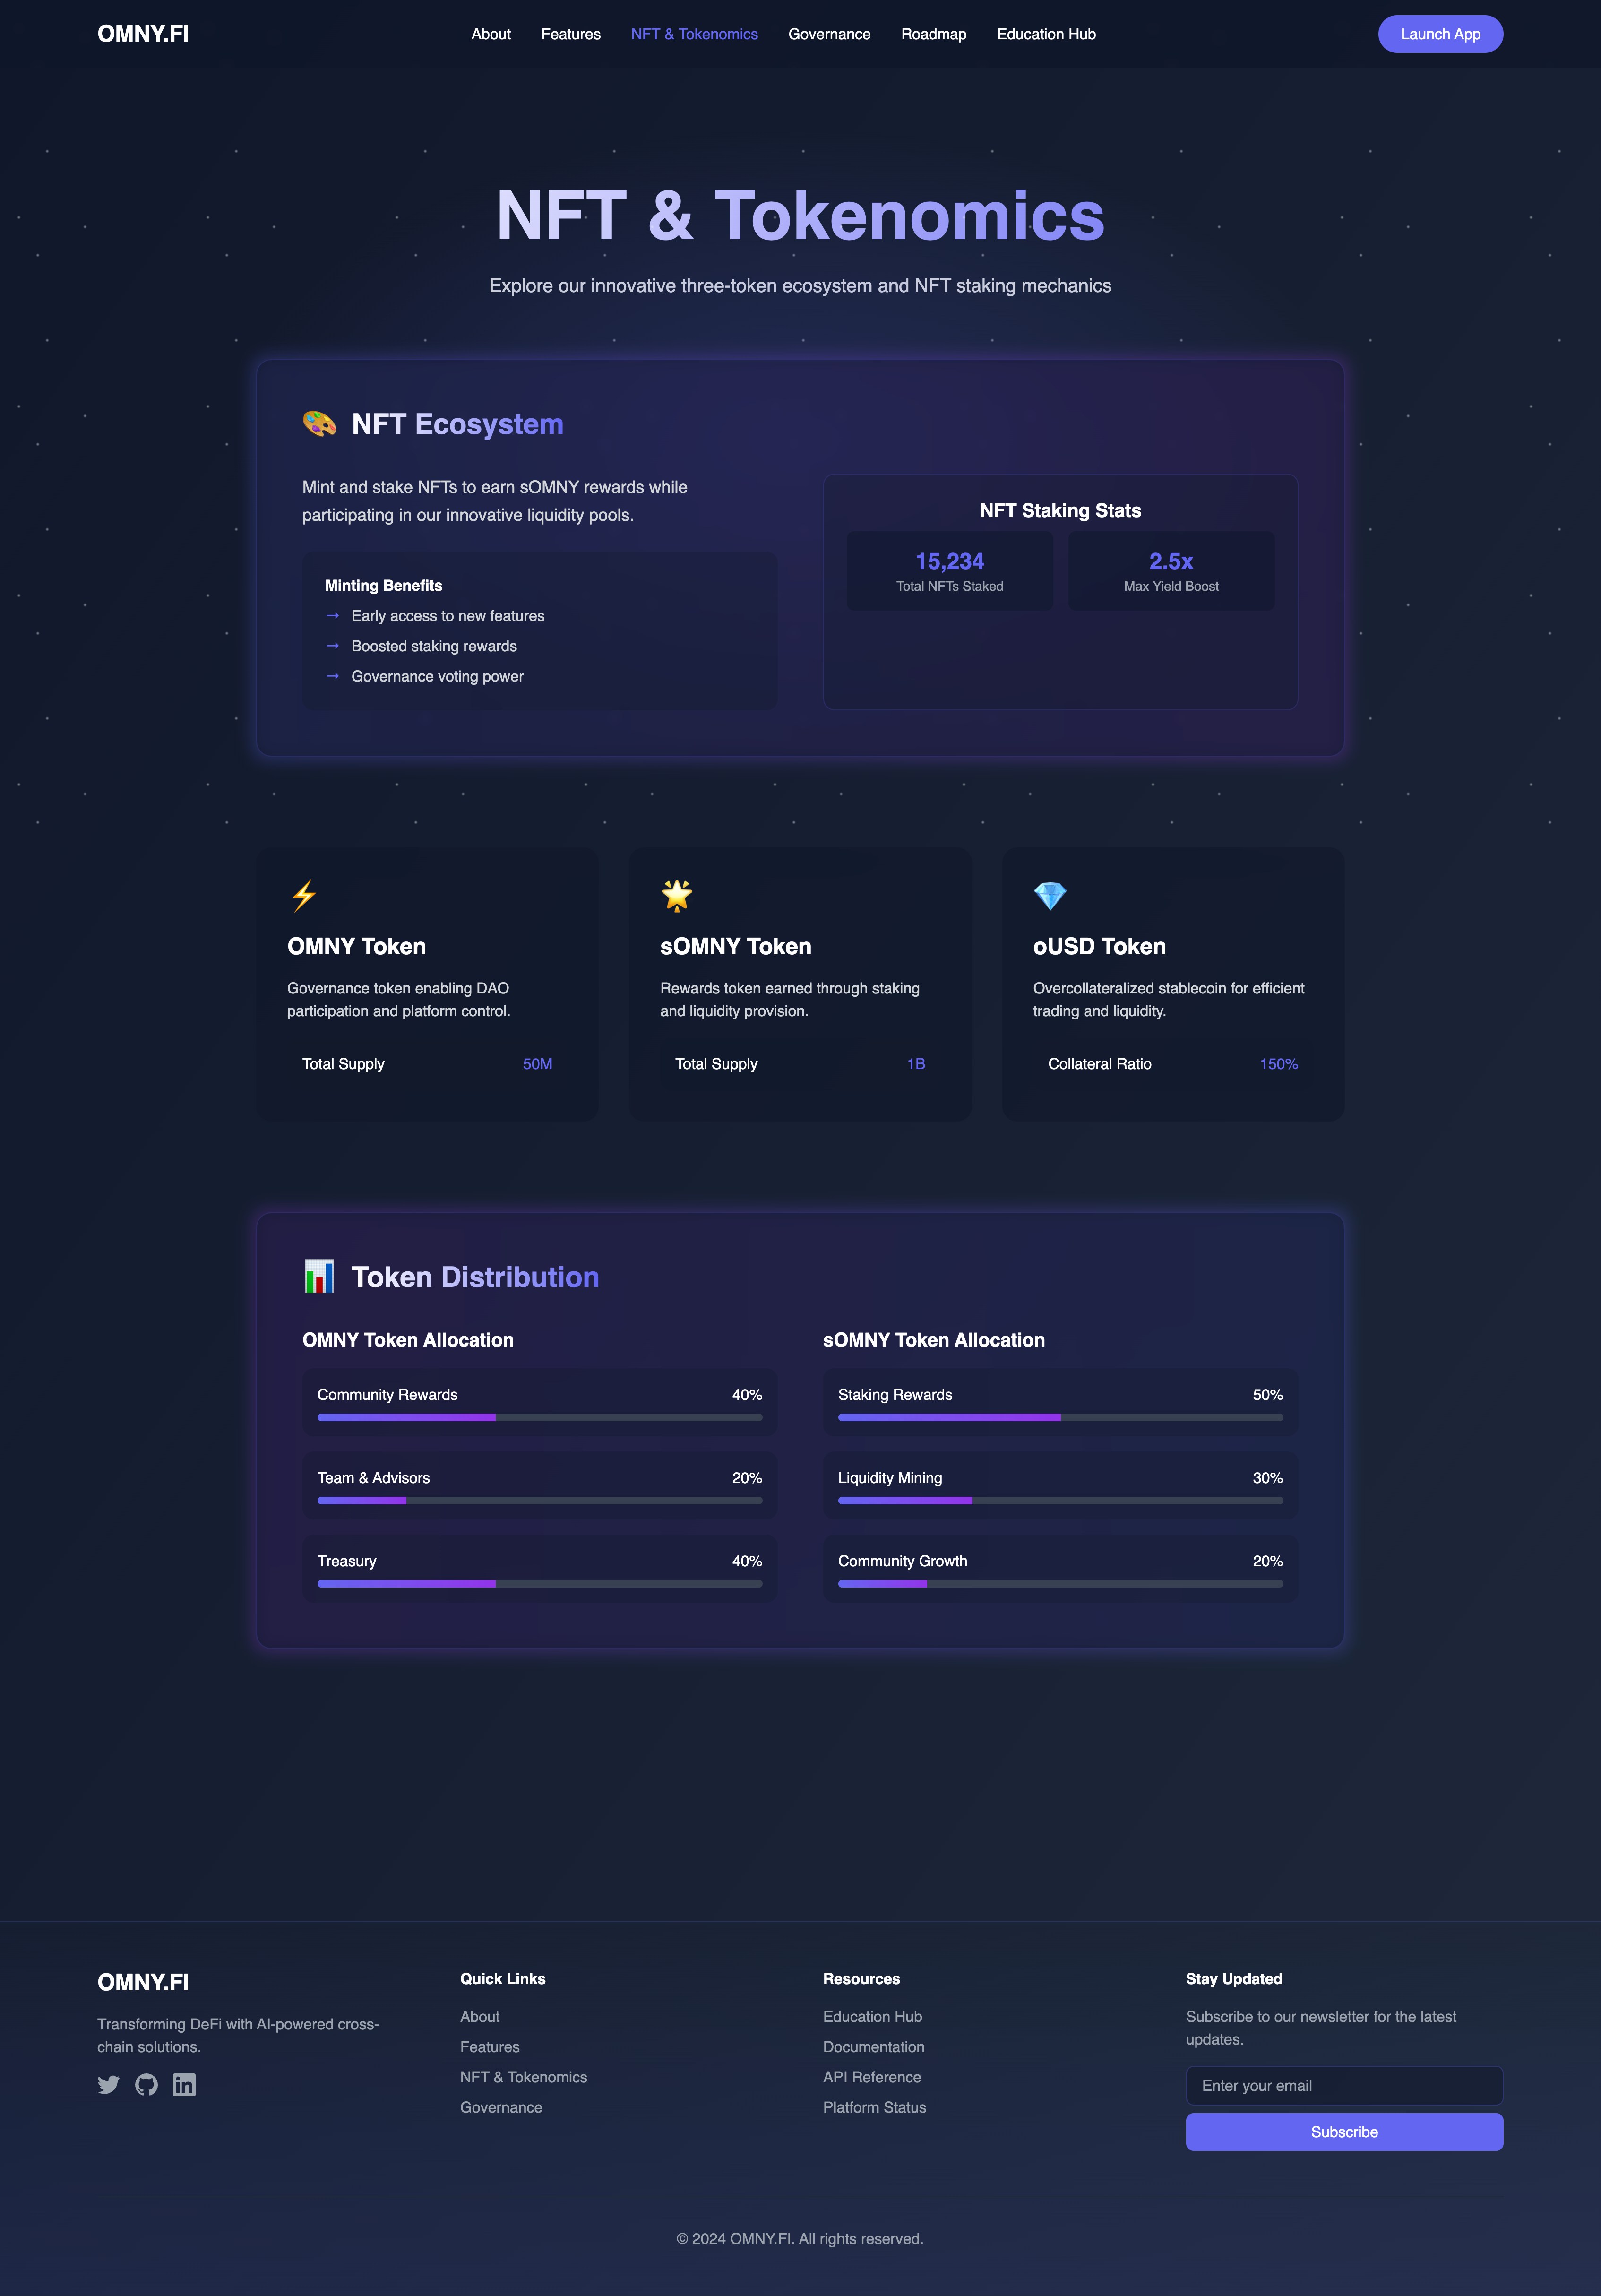 OMNY.FI
About
Features
NFT & Tokenomics
Governance
Roadmap
Education Hub
Launch App
NFT & Tokenomics
Explore our innovative three-token ecosystem and NFT staking mechanics
🎨 NFT Ecosystem
Mint and stake NFTs to earn sOMNY rewards while
participating in our innovative liquidity pools.
Minting Benefits
→ Early access to new features
→ Boosted staking rewards
→ Governance voting power
NFT Staking Stats
15,234
Total NFTs Staked
2.5x
Max Yield Boost
⚡
OMNY Token
Governance token enabling DAO
participation and platform control.
Total Supply 50M
🌟
sOMNY Token
Rewards token earned through staking
and liquidity provision.
Total Supply 1B
💎
oUSD Token
Overcollateralized stablecoin for efficient
trading and liquidity.
Collateral Ratio 150%
📊 Token Distribution
OMNY Token Allocation
Community Rewards 40%
Team & Advisors 20%
Treasury 40%
sOMNY Token Allocation
Staking Rewards 50%
Liquidity Mining 30%
Community Growth 20%
OMNY.FI
Transforming DeFi with AI-powered cross-
chain solutions.
Quick Links
About
Features
NFT & Tokenomics
Governance
Resources
Education Hub
Documentation
API Reference
Platform Status
Stay Updated
Subscribe to our newsletter for the latest
updates.
Enter your email
Subscribe
© 2024 OMNY.FI. All rights reserved.